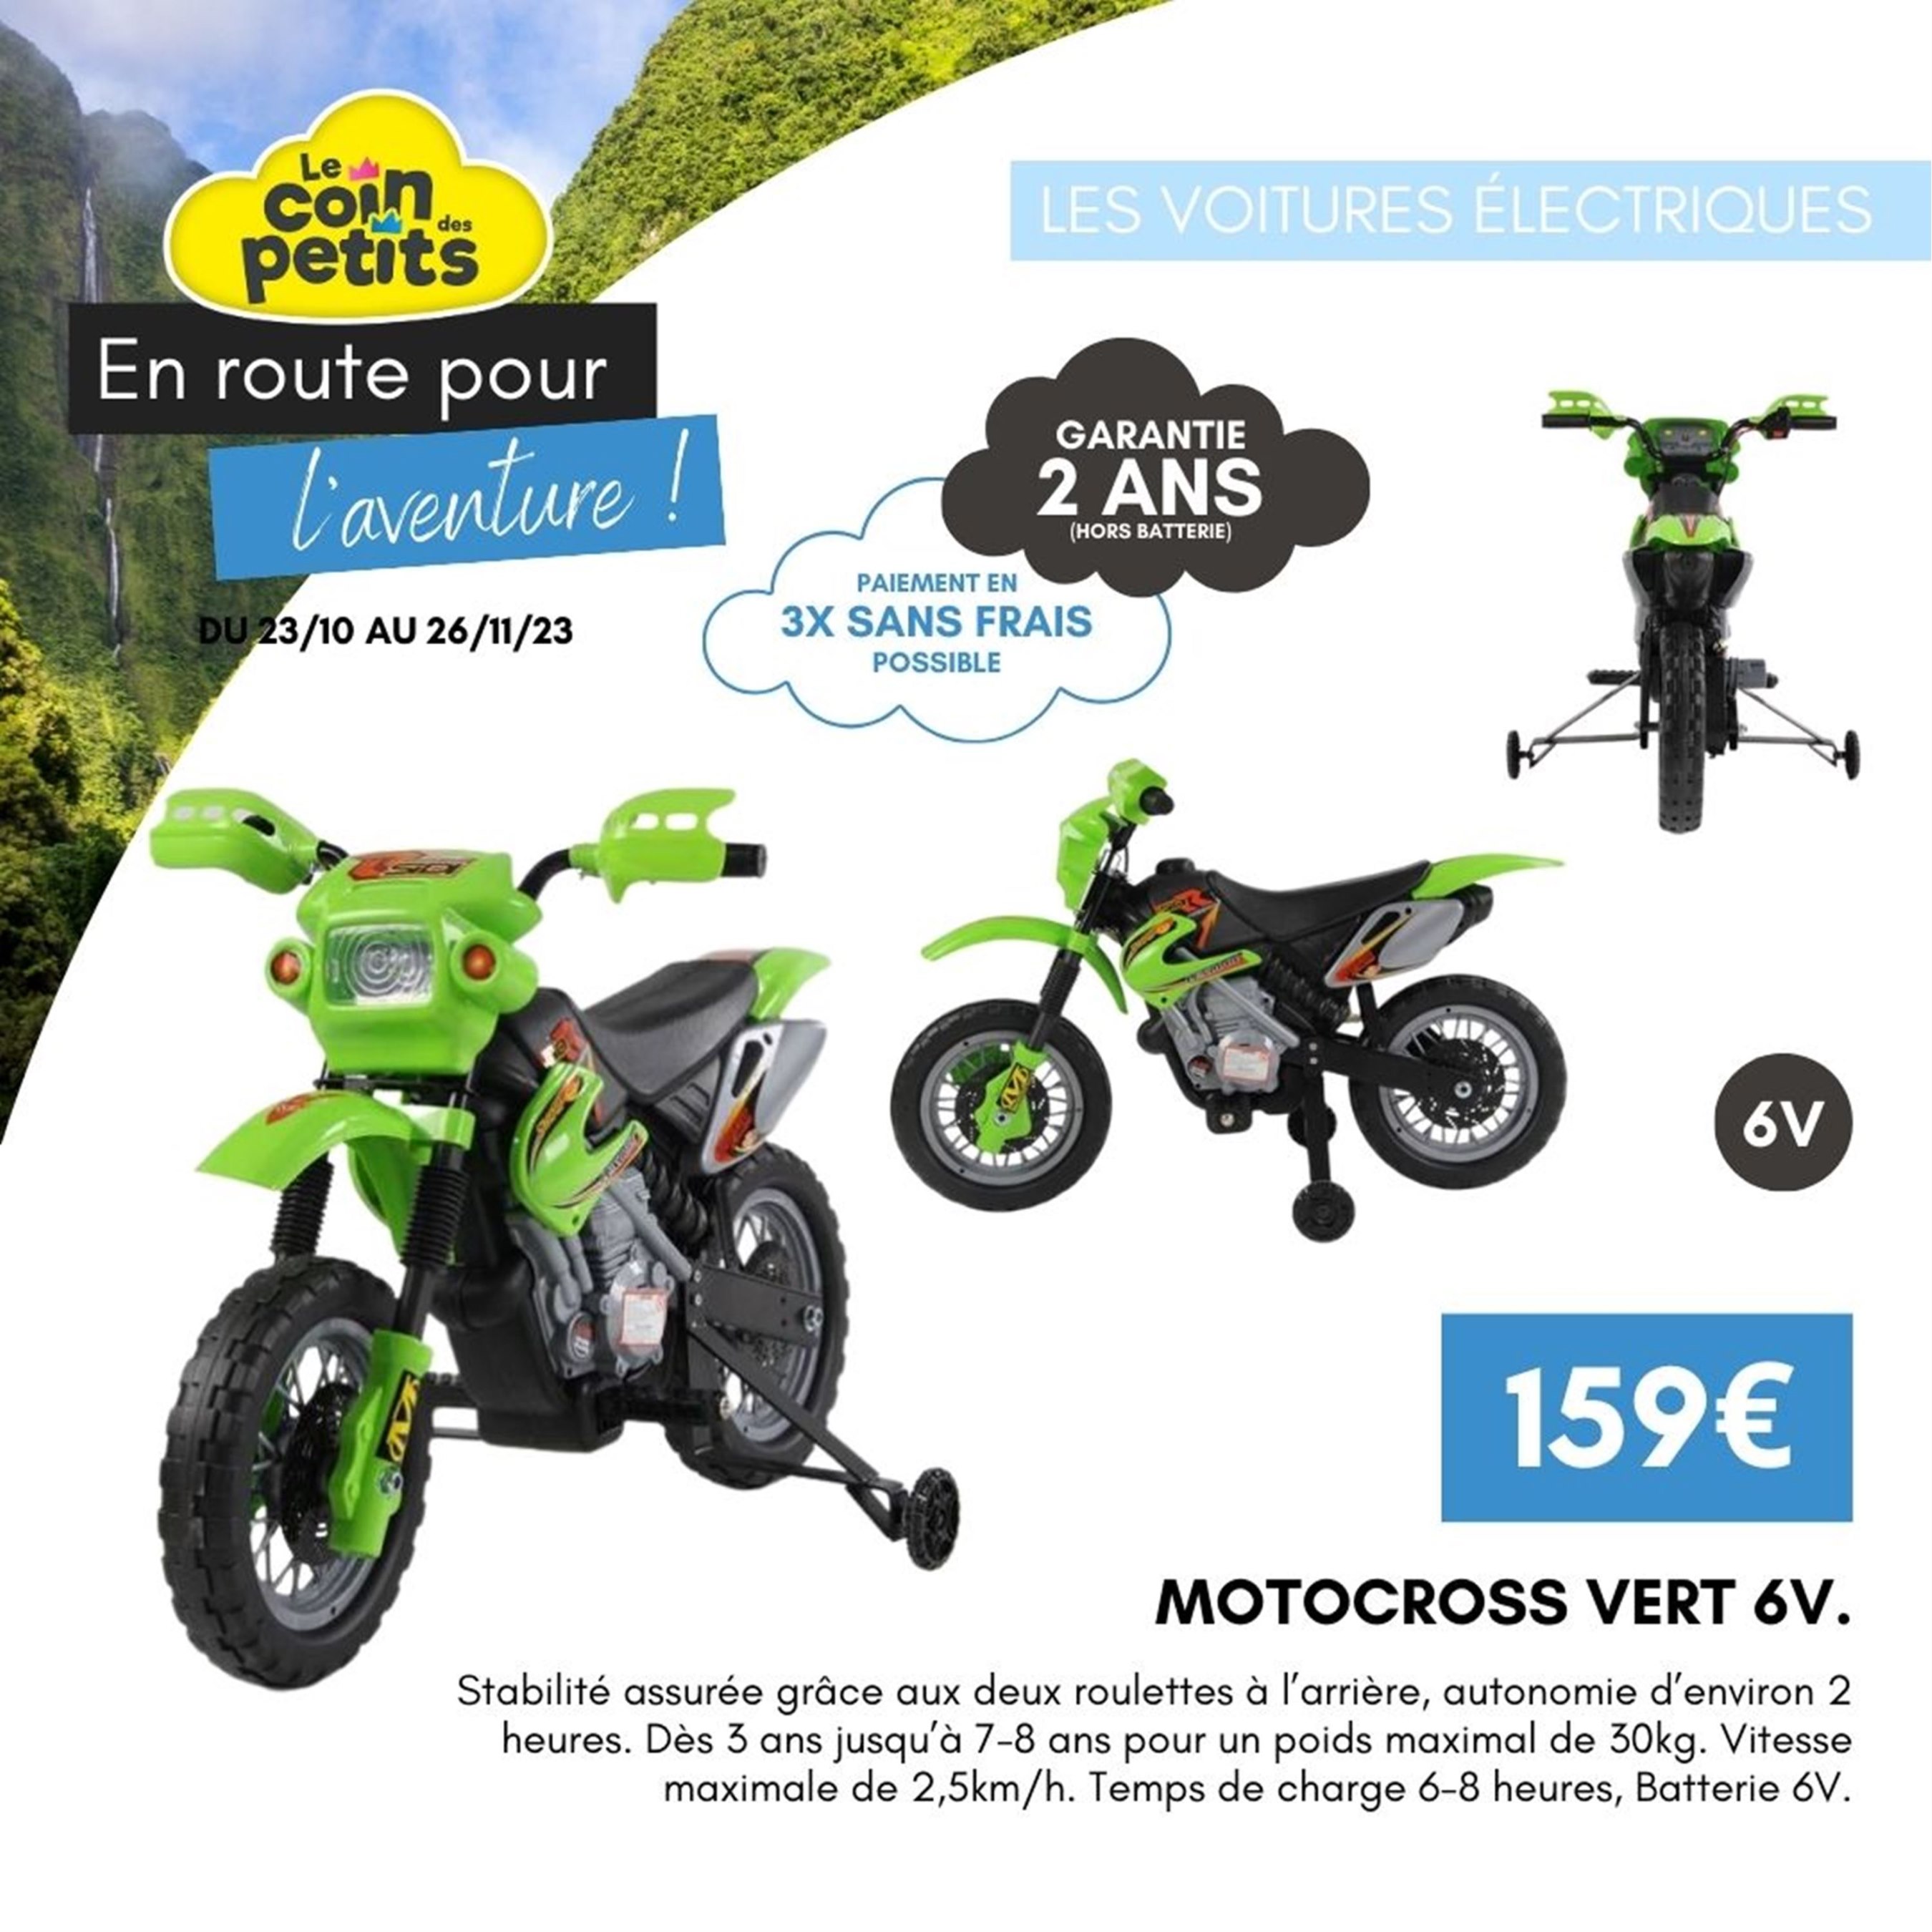 Le
coin
des
petits
En route pour
l'aventure !
DU 23/10 AU 26/11/23
LES VOITURES ÉLECTRIQUES
GARANTIE
2 ANS
(HORS BATTERIE)
PAIEMENT EN
3X SANS FRAIS
POSSIBLE
6V
159€
MOTOCROSS VERT 6V.
Stabilité assurée grâce aux deux roulettes à l'arrière, autonomie d'environ 2
heures. Dès 3 ans jusqu'à 7-8 ans pour un poids maximal de 30kg. Vitesse
maximale de 2,5km/h. Temps de charge 6-8 heures, Batterie 6V.